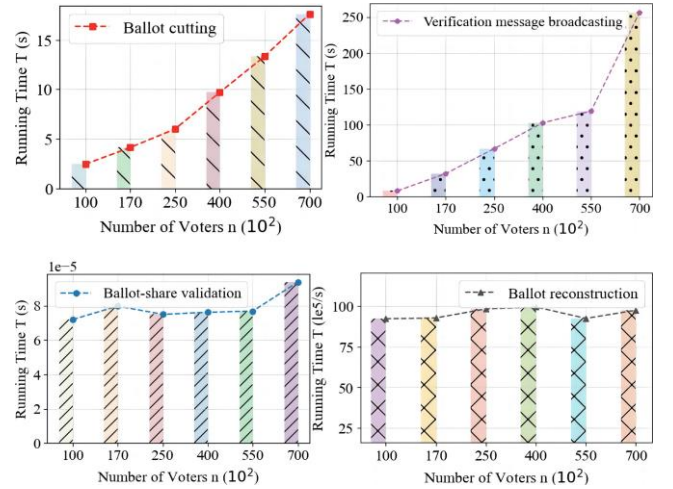 Ballot cutting
Running Time T (s)
15
10
5
0
100 170 250 400 550 700
Number of Voters n (10²)
Verification message broadcasting
Running Time T (s)
250
200
150
100
50
0
100 170 250 400 550 700
Number of Voters n (10²)
1e−5
Ballot-share validation
Running Time T (s)
8
6
4
2
0
100 170 250 400 550 700
Number of Voters n (10²)
Ballot reconstruction
Running Time T (le5/s)
100
75
50
25
100 170 250 400 550 700
Number of Voters n (10²)